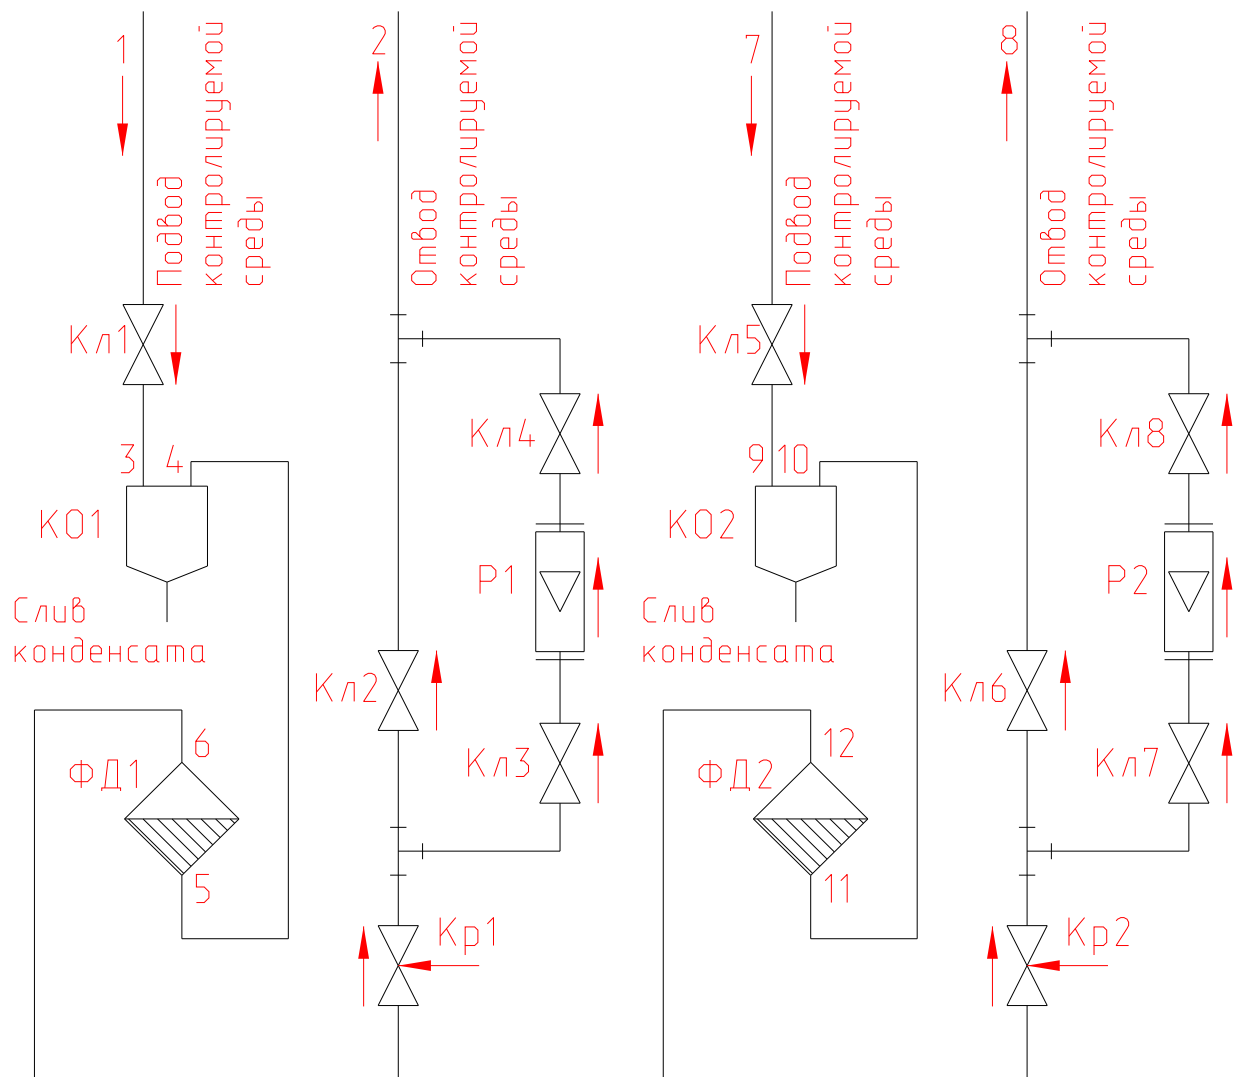 1
Подвод
контролируемой
среды
2
Отвод
контролируемой
среды
7
Подвод
контролируемой
среды
8
Отвод
контролируемой
среды
Кл1
Кл5
Кл4
Кл8
3
4
9
10
КО1
КО2
Р1
Р2
Слив
конденсата
Слив
конденсата
Кл2
Кл6
6
12
Кл3
Кл7
ФД1
ФД2
5
11
Кр1
Кр2